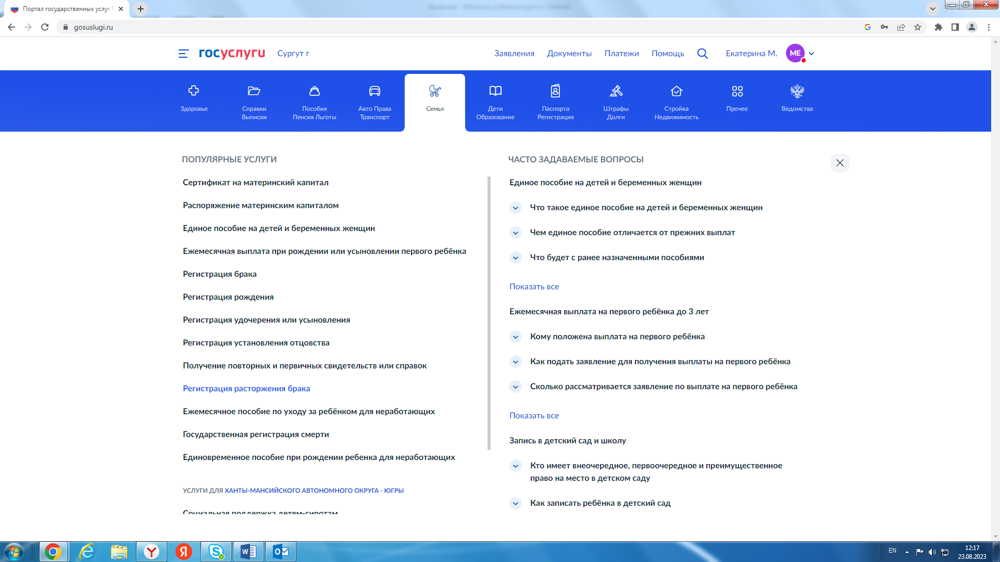 Портал государственных услуг
gosuslugi.ru
госуслуги
Сургут г
Заявления
Документы
Платежи
Помощь
Екатерина М.
МЕ
Здоровье
Справки
Выписки
Пособия
Пенсия Льготы
Авто Права
Транспорт
Семья
Дети
Образование
Паспорта
Регистрация
Штрафы
Долги
Стройка
Недвижимость
Прочее
Ведомства
ПОПУЛЯРНЫЕ УСЛУГИ
Сертификат на материнский капитал
Распоряжение материнским капиталом
Единое пособие на детей и беременных женщин
Ежемесячная выплата при рождении или усыновлении первого ребёнка
Регистрация брака
Регистрация рождения
Регистрация удочерения или усыновления
Регистрация установления отцовства
Получение повторных и первичных свидетельств или справок
Регистрация расторжения брака
Ежемесячное пособие по уходу за ребёнком для неработающих
Государственная регистрация смерти
Единовременное пособие при рождении ребенка для неработающих
УСЛУГИ ДЛЯ ХАНТЫ-МАНСИЙСКОГО АВТОНОМНОГО ОКРУГА - ЮГРЫ
Социальная поддержка детям-сиротам
ЧАСТО ЗАДАВАЕМЫЕ ВОПРОСЫ
Единое пособие на детей и беременных женщин
Что такое единое пособие на детей и беременных женщин
Чем единое пособие отличается от прежних выплат
Что будет с ранее назначенными пособиями
Показать все
Ежемесячная выплата на первого ребёнка до 3 лет
Кому положена выплата на первого ребёнка
Как подать заявление для получения выплаты на первого ребёнка
Сколько рассматривается заявление по выплате на первого ребёнка
Показать все
Запись в детский сад и школу
Кто имеет внеочередное, первоочередное и преимущественное
право на место в детском саду
Как записать ребёнка в детский сад
EN
12:17
23.08.2023